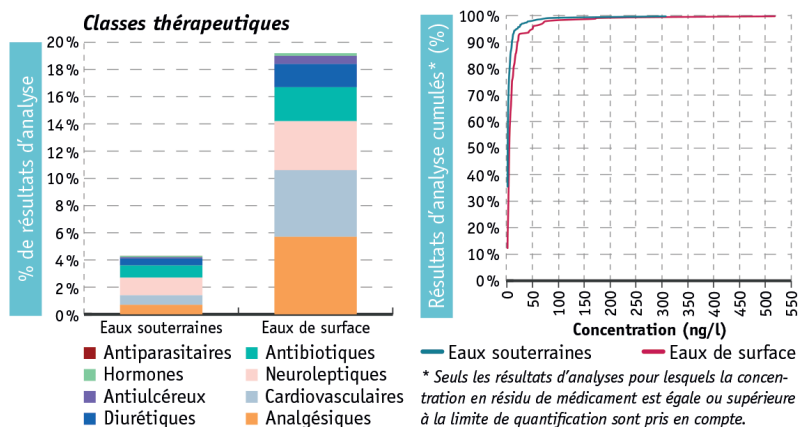 Classes thérapeutiques
% de résultats d'analyse
20 %
18 %
16 %
14 %
12 %
10 %
8 %
6 %
4 %
2 %
0 %
Eaux souterraines
Eaux de surface
Antiparasitaires
Hormones
Antiulcéreux
Diurétiques
Antibiotiques
Neuroleptiques
Cardiovasculaires
Analgésiques
Résultats d'analyse cumulés* (%)
100 %
90 %
80 %
70 %
60 %
50 %
40 %
30 %
20 %
10 %
0 %
0
50
100
150
200
250
300
350
400
450
500
550
Concentration (ng/l)
Eaux souterraines
Eaux de surface
* Seuls les résultats d'analyses pour lesquels la concen-
tration en résidu de médicament est égale ou supérieure
à la limite de quantification sont pris en compte.